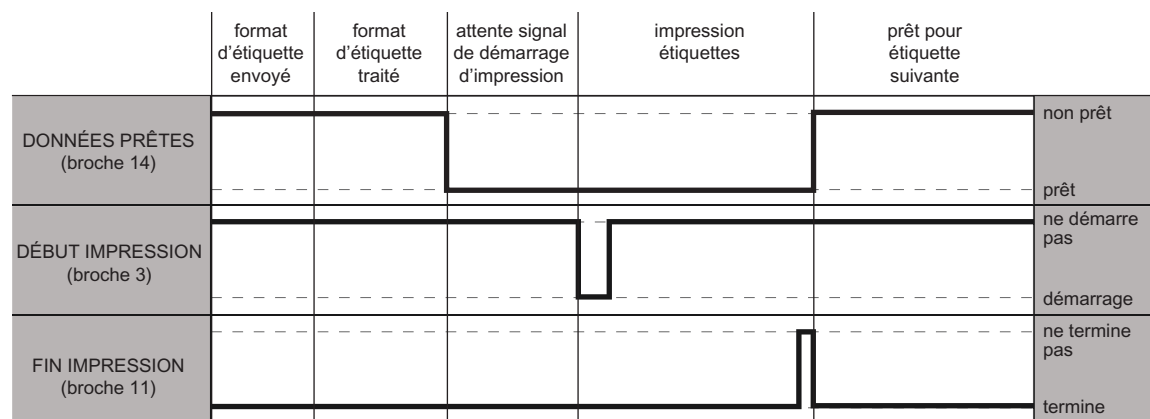 format
d’étiquette
envoyé
format
d’étiquette
traité
attente signal
de démarrage
d’impression
impression
étiquettes
prêt pour
étiquette
suivante
DONNÉES PRÊTES
(broche 14)
non prêt
prêt
DÉBUT IMPRESSION
(broche 3)
ne démarre
pas
démarrage
FIN IMPRESSION
(broche 11)
ne termine
pas
termine